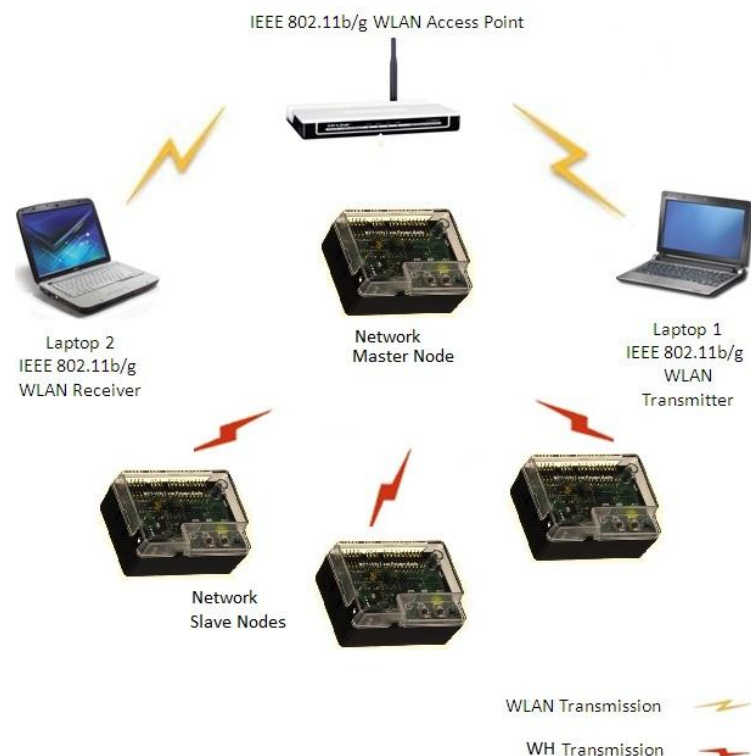 IEEE 802.11b/g WLAN Access Point
Laptop 2
IEEE 802.11b/g
WLAN Receiver
Network
Master Node
Laptop 1
IEEE 802.11b/g
WLAN
Transmitter
Network
Slave Nodes
WLAN Transmission
WH Transmission